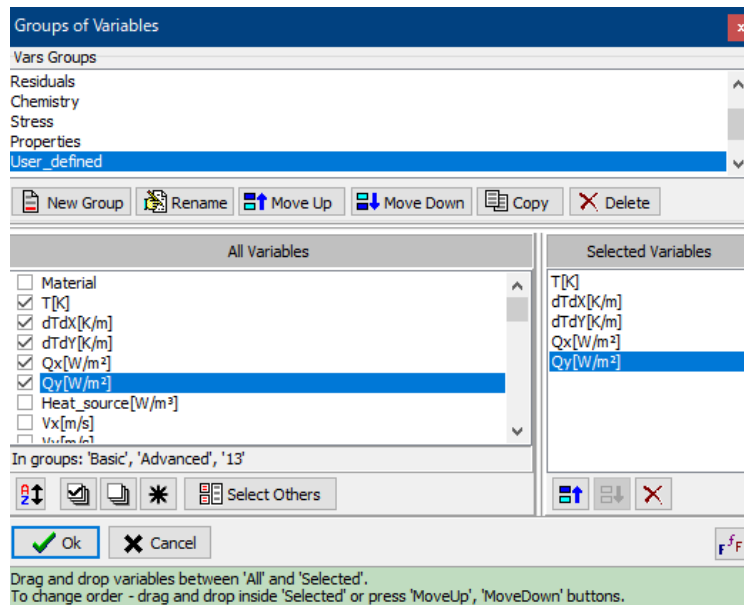 Groups of Variables
x
Vars Groups
Residuals
Chemistry
Stress
Properties
User_defined
New Group Rename Move Up Move Down Copy Delete
All Variables
Material
T[K]
dTdX[K/m]
dTdY[K/m]
Qx[W/m²]
Qy[W/m²]
Heat_source[W/m³]
Vx[m/s]
Vy[m/s]
In groups: 'Basic', 'Advanced', '13'
Selected Variables
T[K]
dTdX[K/m]
dTdY[K/m]
Qx[W/m²]
Qy[W/m²]
AZ Select Others
Ok Cancel
FfF
Drag and drop variables between 'All' and 'Selected'.
To change order - drag and drop inside 'Selected' or press 'MoveUp', 'MoveDown' buttons.